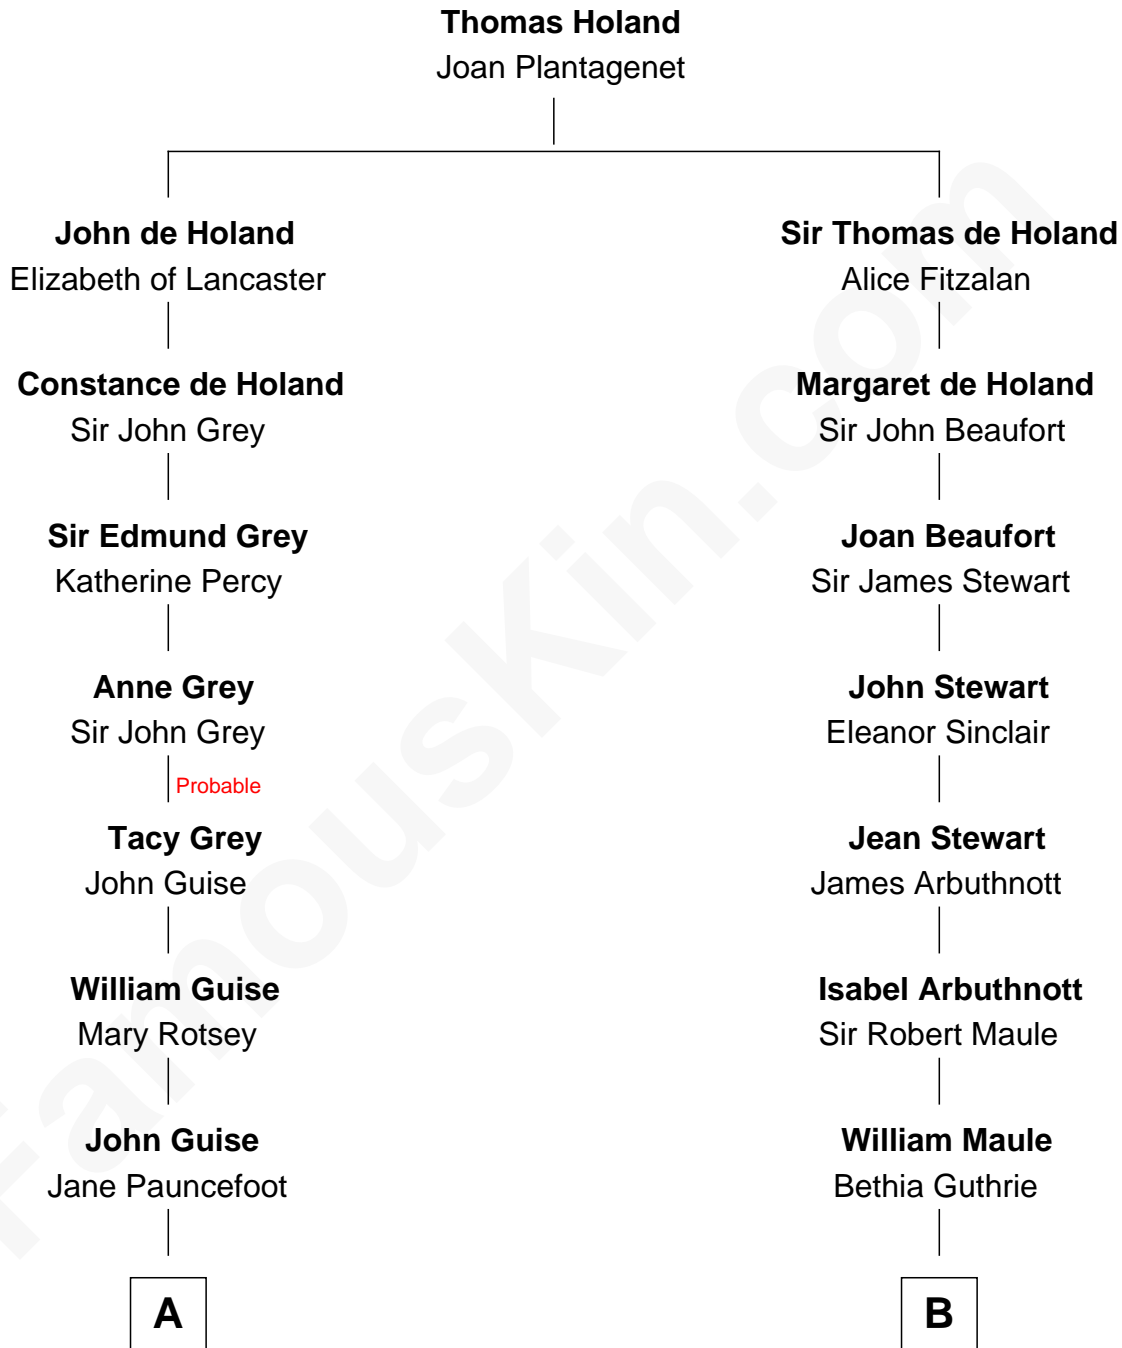 Thomas Holand
Joan Plantagenet
John de Holand
Elizabeth of Lancaster
Sir Thomas de Holand
Alice Fitzalan
Constance de Holand
Sir John Grey
Margaret de Holand
Sir John Beaufort
Sir Edmund Grey
Katherine Percy
Joan Beaufort
Sir James Stewart
Anne Grey
Sir John Grey
John Stewart
Eleanor Sinclair
Probable
Tacy Grey
John Guise
Jean Stewart
James Arbuthnott
William Guise
Mary Rotsey
Isabel Arbuthnott
Sir Robert Maule
John Guise
Jane Pauncefoot
William Maule
Bethia Guthrie
A
B
FamousKin.com